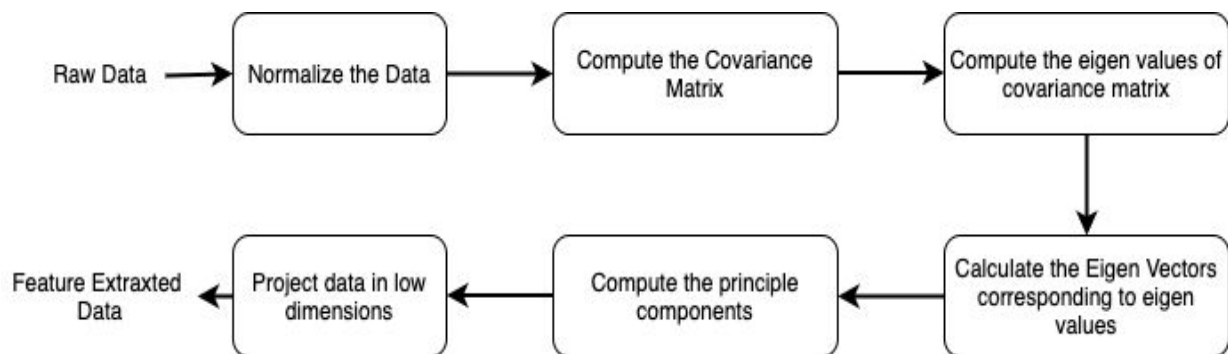 Raw Data
Normalize the Data
Compute the Covariance
Matrix
Compute the eigen values of
covariance matrix
Calculate the Eigen Vectors
corresponding to eigen
values
Compute the principle
components
Project data in low
dimensions
Feature Extraxted
Data